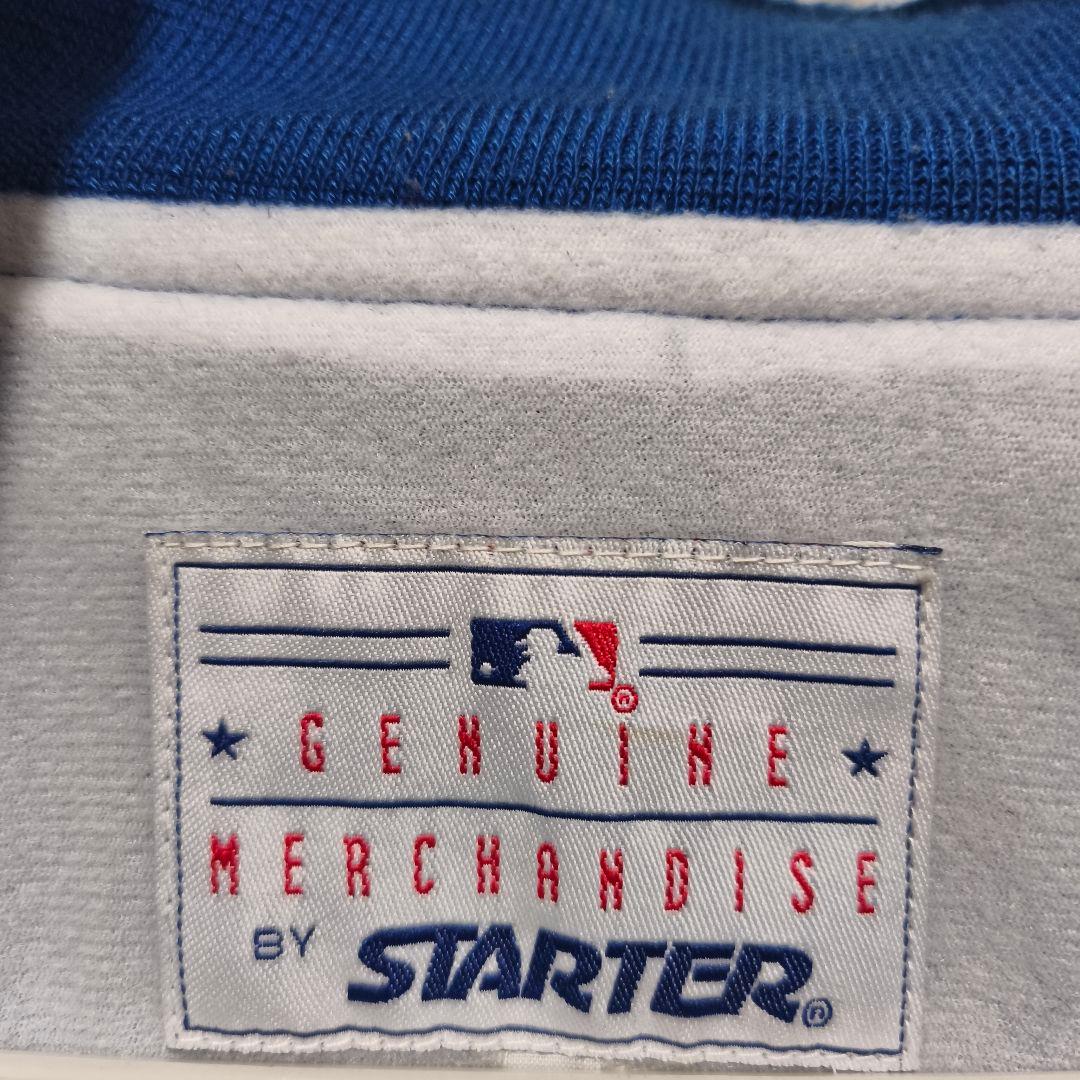 ®
GENUINE
MERCHANDISE
BY STARTER®